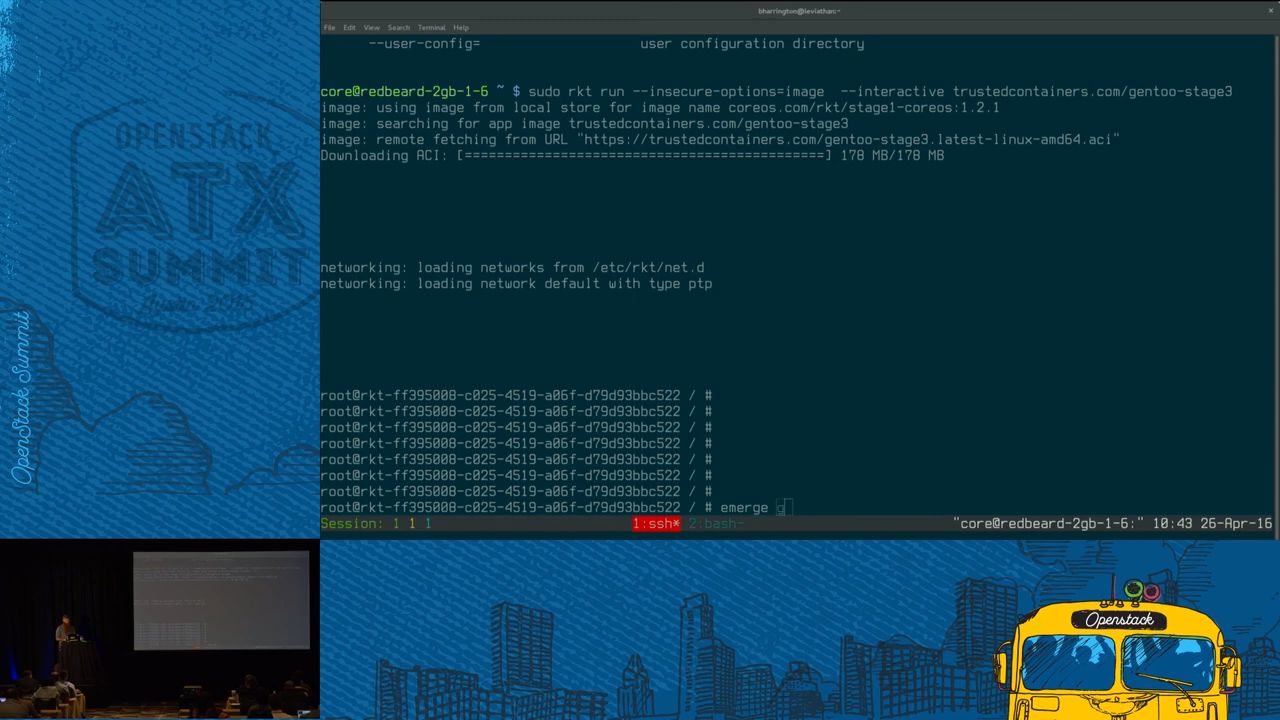 bharrington@leviathan:~
×
File Edit View Search Terminal Help
--user-config= user configuration directory
core@redbeard-2gb-1-6 ~ $ sudo rkt run --insecure-options=image  --interactive trustedcontainers.com/gentoo-stage3
image: using image from local store for image name coreos.com/rkt/stage1-coreos:1.2.1
image: searching for app image trustedcontainers.com/gentoo-stage3
image: remote fetching from URL "https://trustedcontainers.com/gentoo-stage3.latest-linux-amd64.aci"
Downloading ACI: [=============================================] 178 MB/178 MB
networking: loading networks from /etc/rkt/net.d
networking: loading network default with type ptp
root@rkt-ff395008-c025-4519-a06f-d79d93bbc522 / #
root@rkt-ff395008-c025-4519-a06f-d79d93bbc522 / #
root@rkt-ff395008-c025-4519-a06f-d79d93bbc522 / #
root@rkt-ff395008-c025-4519-a06f-d79d93bbc522 / #
root@rkt-ff395008-c025-4519-a06f-d79d93bbc522 / #
root@rkt-ff395008-c025-4519-a06f-d79d93bbc522 / #
root@rkt-ff395008-c025-4519-a06f-d79d93bbc522 / #
root@rkt-ff395008-c025-4519-a06f-d79d93bbc522 / # emerge g
Session: 1 1 1 1:ssh* 2:bash- "core@redbeard-2gb-1-6:" 10:43 26-Apr-16
OPENSTACK
ATX
SUMMIT
Austin 2016
OpenStack Summit
Openstack